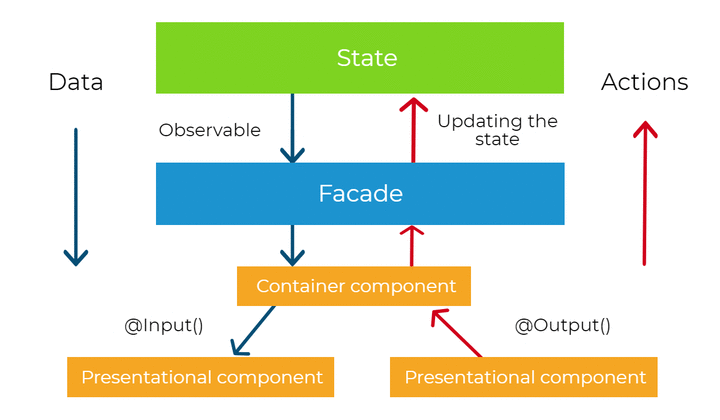 State
Data
Actions
Observable
Updating the
state
Facade
Container component
@Input()
@Output()
Presentational component
Presentational component